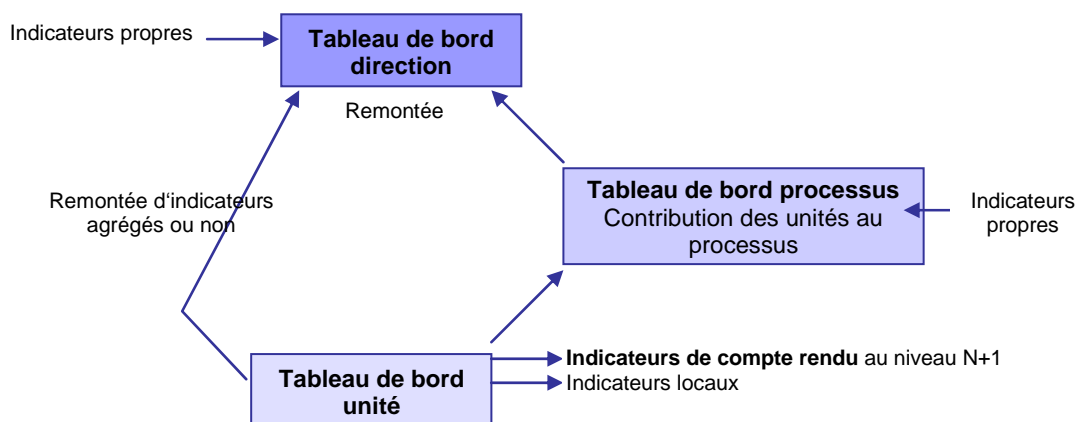 Indicateurs propres
Tableau de bord
direction
Remontée
Remontée d‘indicateurs
agrégés ou non
Tableau de bord processus
Contribution des unités au
processus
Indicateurs
propres
Indicateurs de compte rendu au niveau N+1
Indicateurs locaux
Tableau de bord
unité